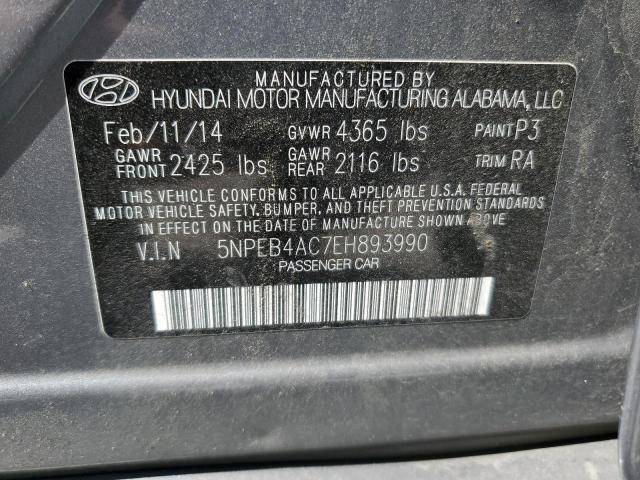 MANUFACTURED BY
HYUNDAI MOTOR MANUFACTURING ALABAMA, LLC
Feb/11/14 GVWR 4365 lbs PAINT P3
GAWR FRONT 2425 lbs GAWR REAR 2116 lbs TRIM RA
THIS VEHICLE CONFORMS TO ALL APPLICABLE U.S.A. FEDERAL
MOTOR VEHICLE SAFETY, BUMPER, AND THEFT PREVENTION STANDARDS
IN EFFECT ON THE DATE OF MANUFACTURE SHOWN ABOVE.
V.I.N 5NPEB4AC7EH893990
PASSENGER CAR